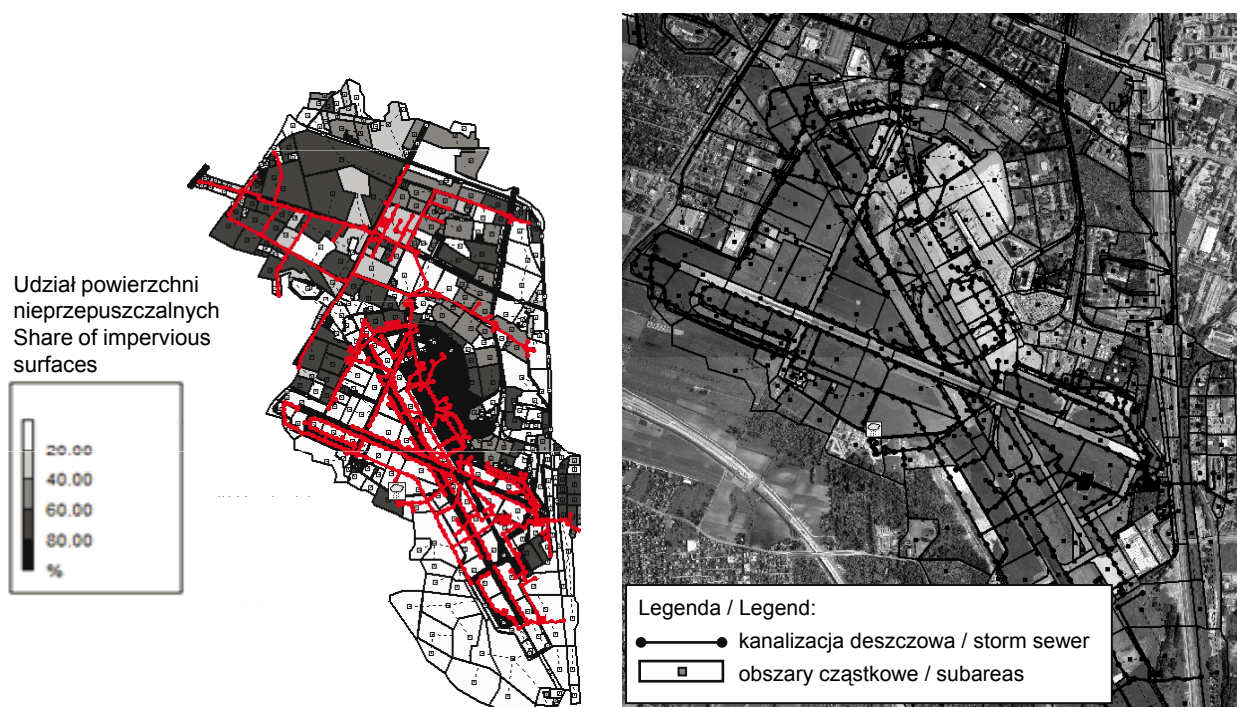 Udział powierzchni
nieprzepuszczalnych
Share of impervious
surfaces
20.00
40.00
60.00
80.00
%
Legenda / Legend:
kanalizacja deszczowa / storm sewer
obszary cząstkowe / subareas